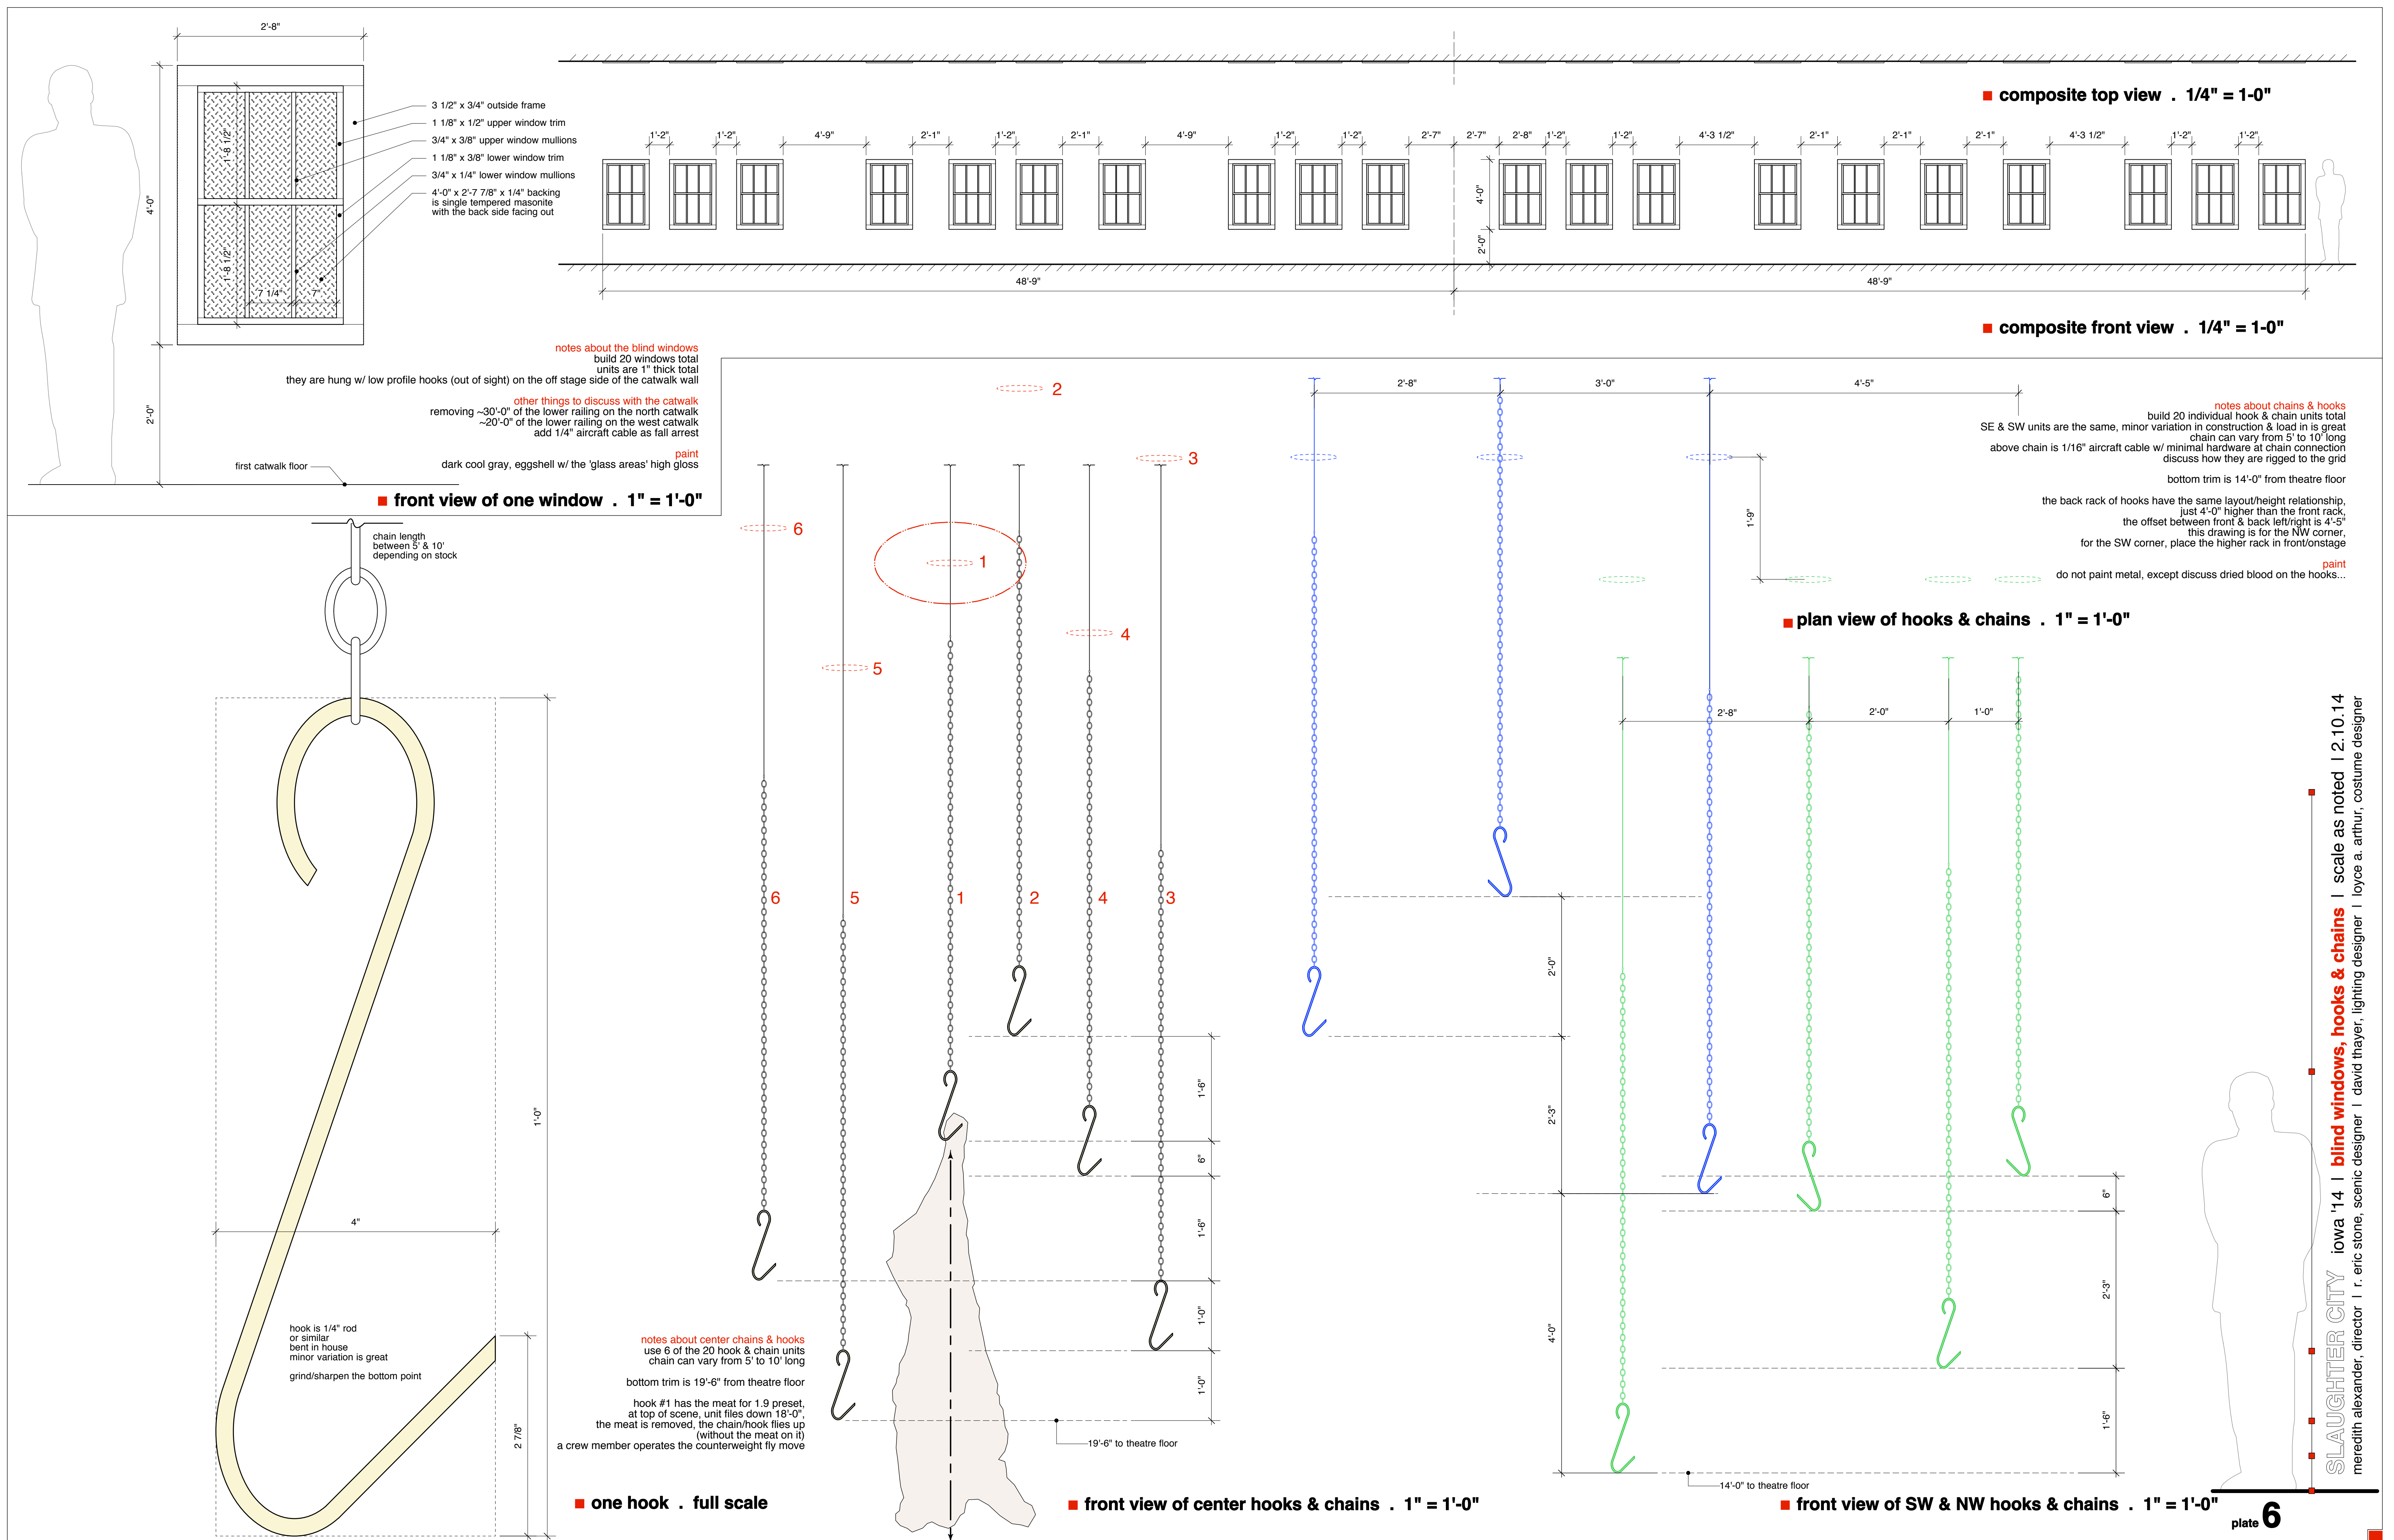 2'-8"
4'-0"
2'-0"
1'-8 1/2"
1'-8 1/2"
7 1/4"
7"
3 1/2" x 3/4" outside frame
1 1/8" x 1/2" upper window trim
3/4" x 3/8" upper window mullions
1 1/8" x 3/8" lower window trim
3/4" x 1/4" lower window mullions
4'-0" x 2'-7 7/8" x 1/4" backing
is single tempered masonite
with the back side facing out
notes about the blind windows
build 20 windows total
units are 1" thick total
they are hung w/ low profile hooks (out of sight) on the off stage side of the catwalk wall
other things to discuss with the catwalk
removing ~30'-0" of the lower railing on the north catwalk
~20'-0" of the lower railing on the west catwalk
add 1/4" aircraft cable as fall arrest
paint
dark cool gray, eggshell w/ the 'glass areas' high gloss
first catwalk floor
front view of one window . 1" = 1'-0"
composite top view . 1/4" = 1-0"
1'-2" 1'-2" 4'-9" 2'-1" 1'-2" 2'-1" 4'-9" 1'-2" 1'-2" 2'-7" 2'-7" 2'-8" 1'-2" 1'-2" 4'-3 1/2" 2'-1" 2'-1" 2'-1" 4'-3 1/2" 1'-2" 1'-2"
4'-0"
2'-0"
48'-9" 48'-9"
composite front view . 1/4" = 1-0"
chain length
between 5' & 10'
depending on stock
1'-0"
4"
2 7/8"
hook is 1/4" rod
or similar
bent in house
minor variation is great
grind/sharpen the bottom point
one hook . full scale
2
3
6
1
4
5
6 5 1 2 4 3
1'-6"
6"
1'-6"
1'-0"
1'-0"
19'-6" to theatre floor
notes about center chains & hooks
use 6 of the 20 hook & chain units
chain can vary from 5' to 10' long
bottom trim is 19'-6" from theatre floor
hook #1 has the meat for 1.9 preset,
at top of scene, unit files down 18'-0",
the meat is removed, the chain/hook flies up
(without the meat on it)
a crew member operates the counterweight fly move
front view of center hooks & chains . 1" = 1'-0"
2'-8" 3'-0" 4'-5"
1'-9"
notes about chains & hooks
build 20 individual hook & chain units total
SE & SW units are the same, minor variation in construction & load in is great
chain can vary from 5' to 10' long
above chain is 1/16" aircraft cable w/ minimal hardware at chain connection
discuss how they are rigged to the grid
bottom trim is 14'-0" from theatre floor
the back rack of hooks have the same layout/height relationship,
just 4'-0" higher than the front rack,
the offset between front & back left/right is 4'-5"
this drawing is for the NW corner,
for the SW corner, place the higher rack in front/onstage
paint
do not paint metal, except discuss dried blood on the hooks...
plan view of hooks & chains . 1" = 1'-0"
2'-8" 2'-0" 1'-0"
2'-0"
2'-3"
4'-0"
6"
2'-3"
1'-6"
14'-0" to theatre floor
front view of SW & NW hooks & chains . 1" = 1'-0"
SLAUGHTER CITY iowa '14 | blind windows, hooks & chains | scale as noted | 2.10.14
meredith alexander, director | r. eric stone, scenic designer | david thayer, lighting designer | loyce a. arthur, costume designer
plate 6